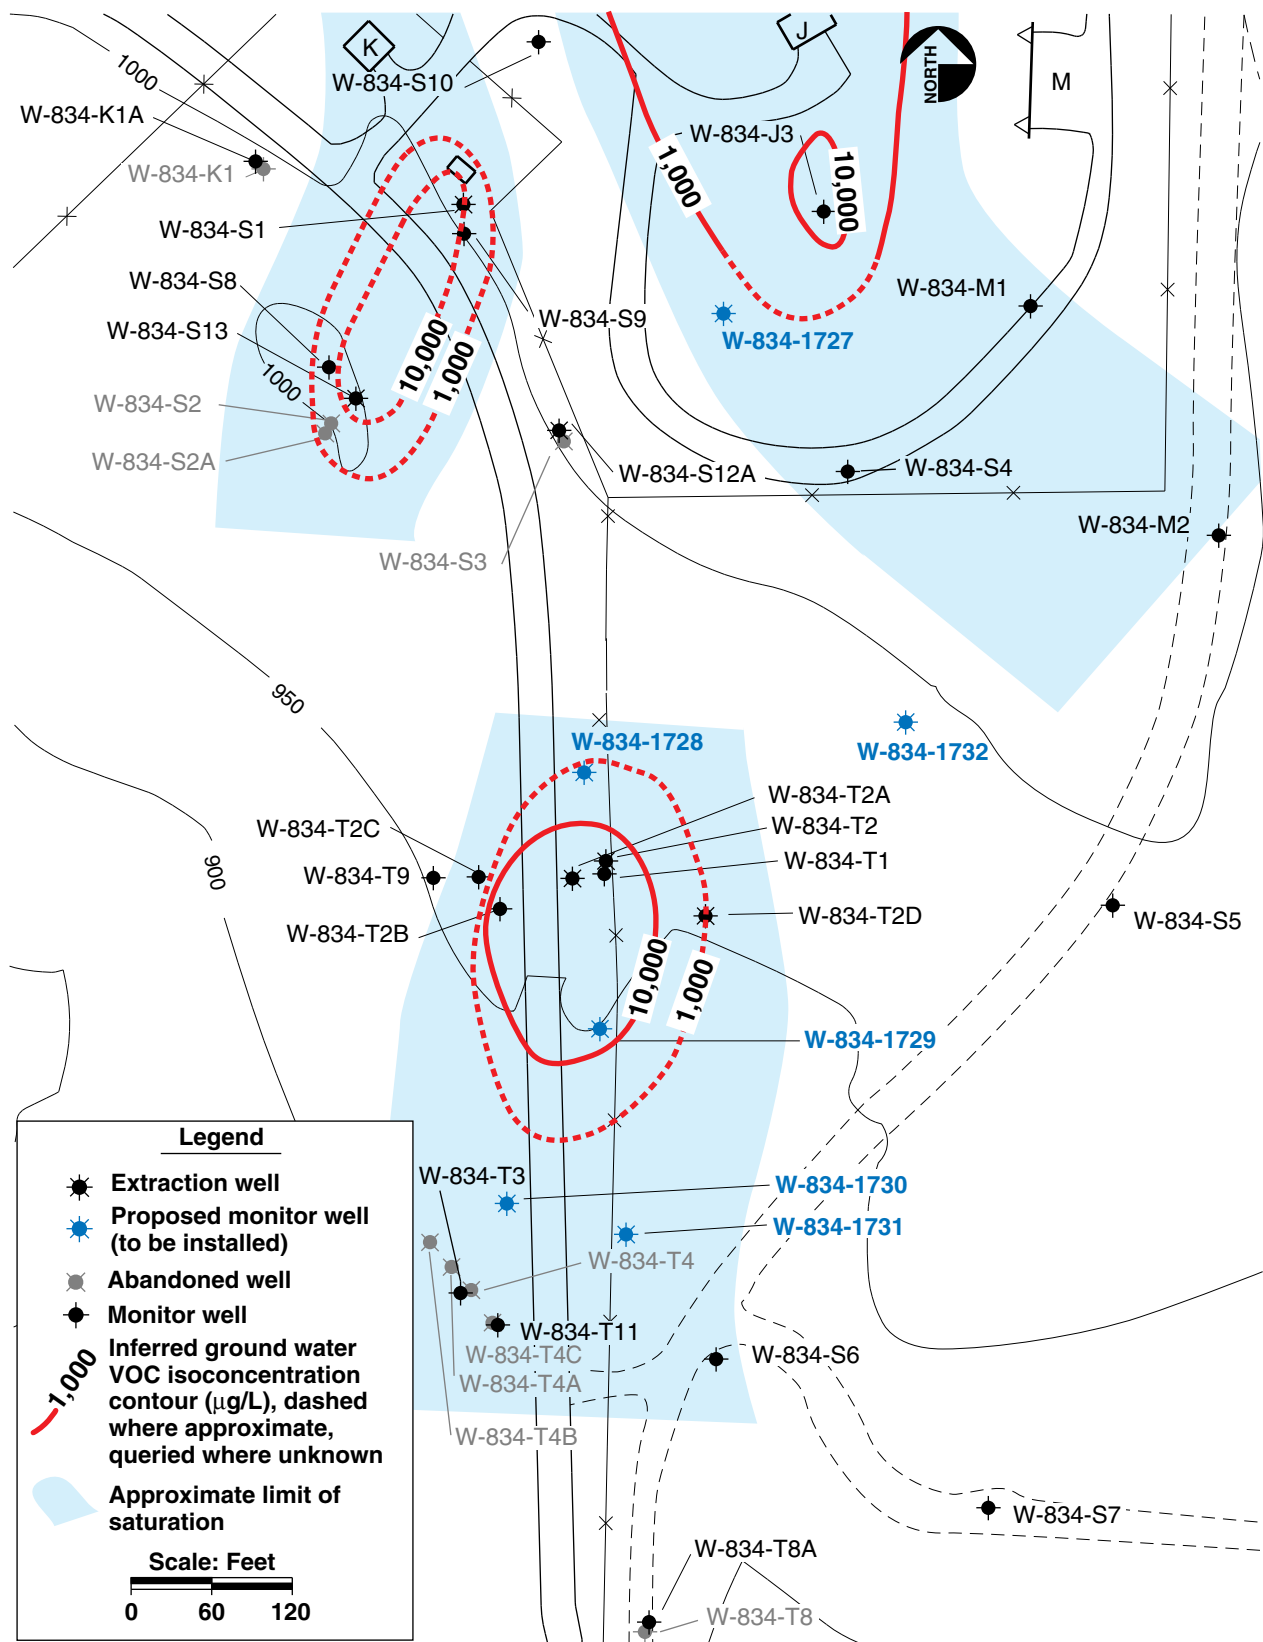 K
J
NORTH
M
1000
W-834-S10
W-834-K1A
W-834-J3
W-834-K1
1,000
10,000
W-834-S1
W-834-S8
W-834-M1
W-834-S13
W-834-S9
W-834-1727
10,000
1,000
1000
W-834-S2
W-834-S2A
W-834-S12A
W-834-S4
W-834-M2
W-834-S3
950
W-834-1728
W-834-1732
W-834-T2A
W-834-T2C
W-834-T2
900
W-834-T9
W-834-T1
W-834-T2B
W-834-T2D
W-834-S5
10,000
1,000
W-834-1729
W-834-T3
W-834-1730
W-834-1731
W-834-T4
W-834-T11
W-834-T4C
W-834-S6
W-834-T4A
W-834-T4B
W-834-S7
W-834-T8A
W-834-T8
Legend
Extraction well
Proposed monitor well
(to be installed)
Abandoned well
Monitor well
1,000
Inferred ground water
VOC isoconcentration
contour (µg/L), dashed
where approximate,
queried where unknown
Approximate limit of
saturation
Scale: Feet
0 60 120